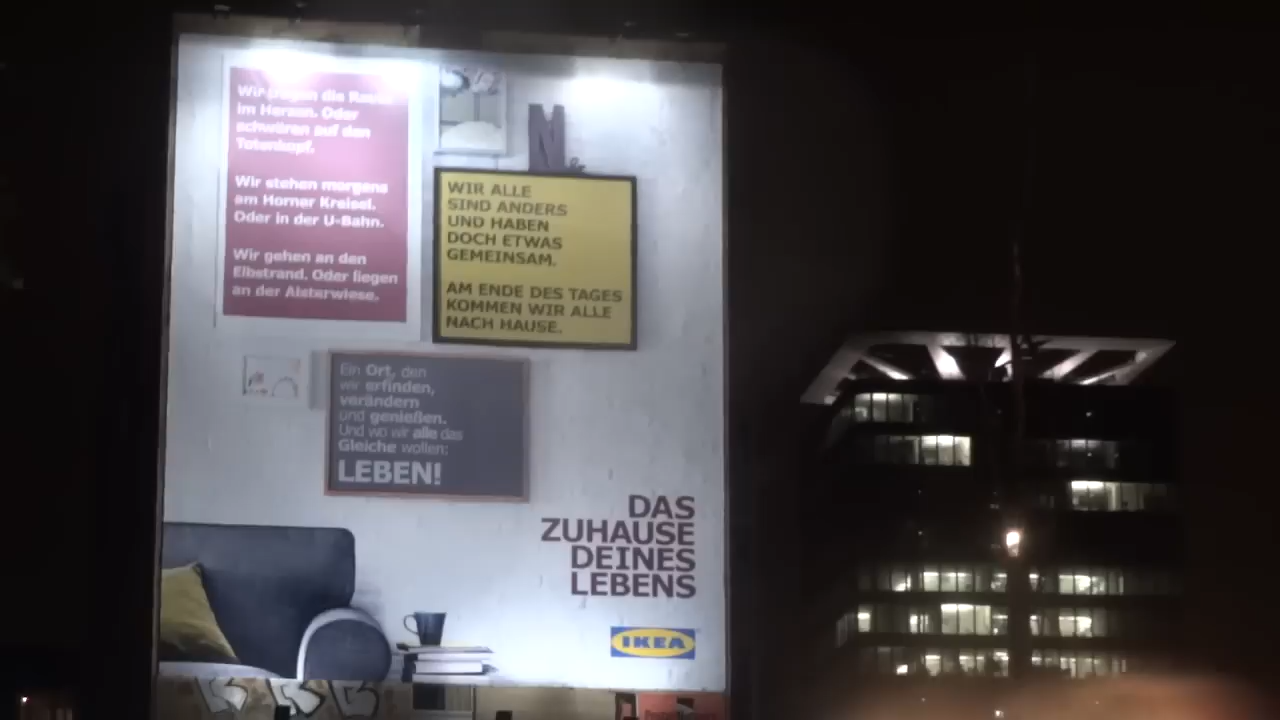 Wir tragen die Raute
im Herzen. Oder
schwören auf den
Totenkopf.
Wir stehen morgens
am Horner Kreisel.
Oder in der U-Bahn.
Wir gehen an den
Elbstrand. Oder liegen
an der Alsterwiese.
N
&
WIR ALLE
SIND ANDERS
UND HABEN
DOCH ETWAS
GEMEINSAM.
AM ENDE DES TAGES
KOMMEN WIR ALLE
NACH HAUSE.
Ein Ort, den
wir erfinden,
verändern
und genießen.
Und wo wir alle das
Gleiche wollen:
LEBEN!
DAS
ZUHAUSE
DEINES
LEBENS
IKEA